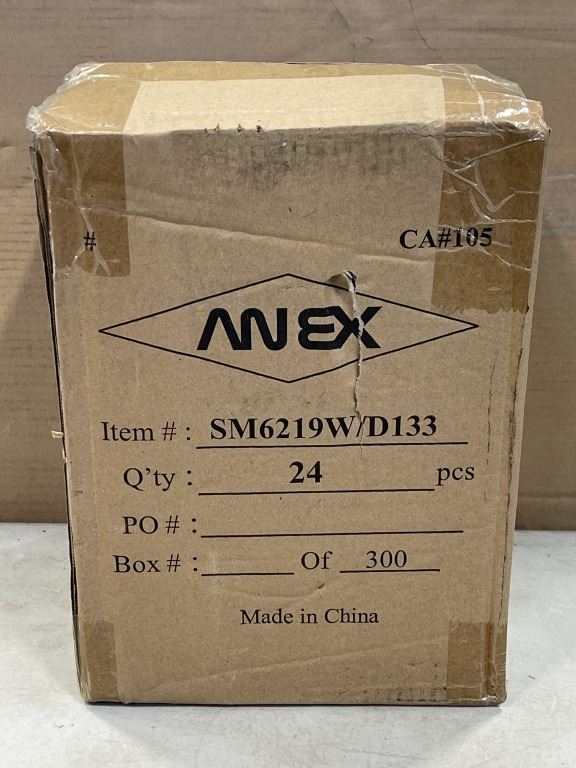 # CA#105
ANEX
Item # : SM6219W/D133
Q'ty : 24 pcs
PO # :
Box # : Of 300
Made in China